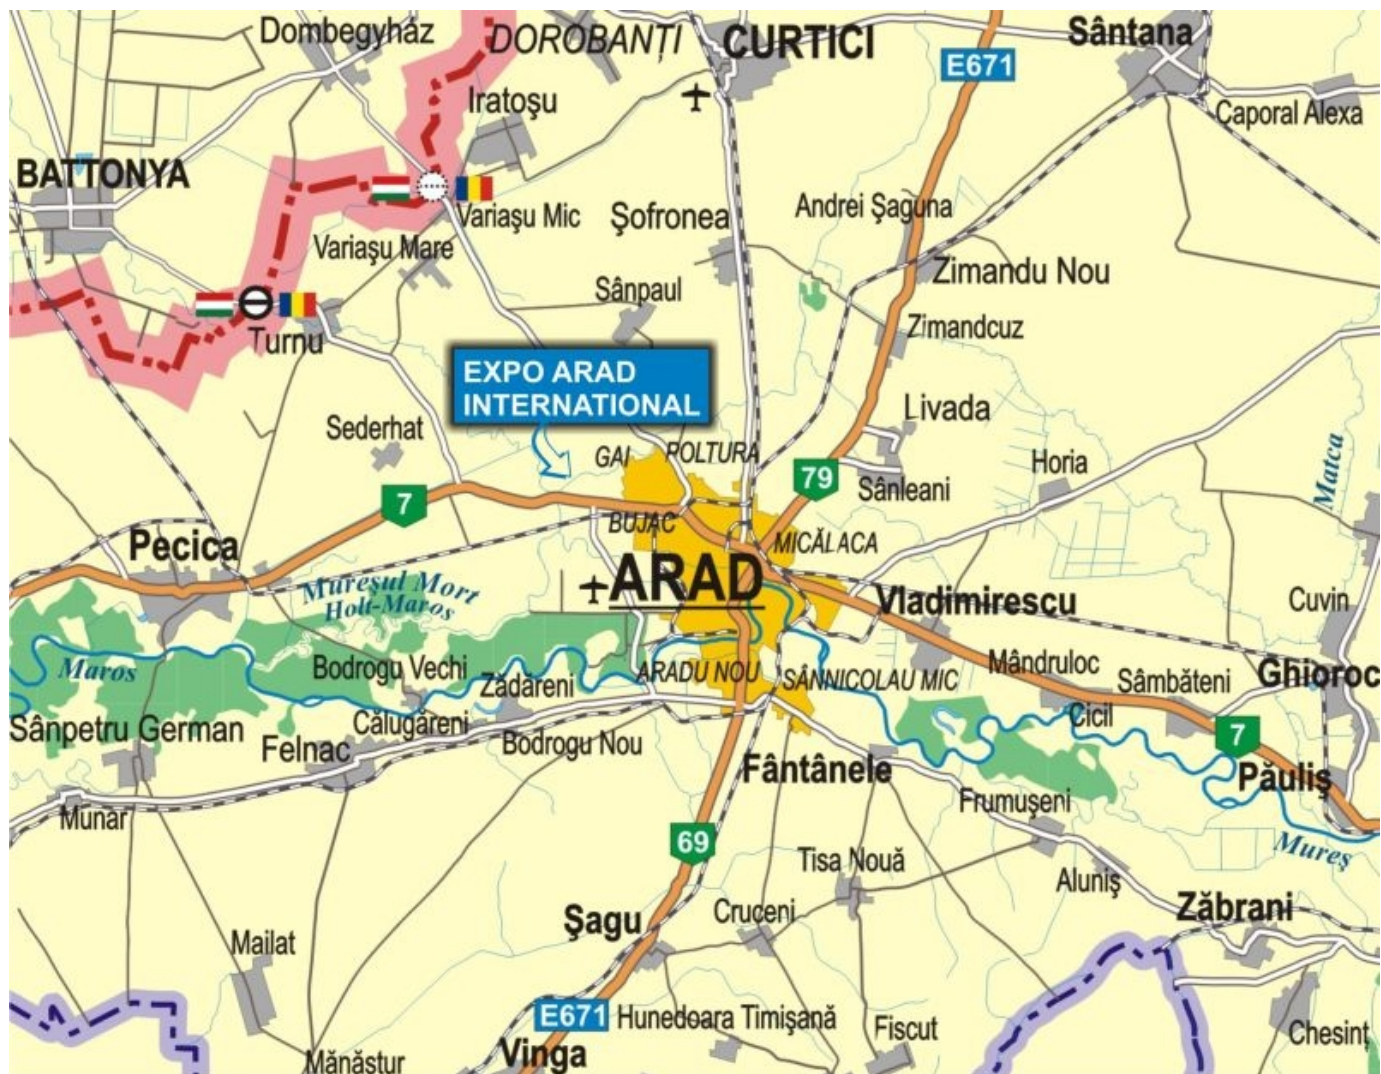 Dombegyház
DOROBANȚI
CURTICI
Sântana
E671
Iratoşu
Caporal Alexa
BATTONYA
Variaşu Mic
Şofronea
Andrei Şaguna
Variaşu Mare
Zimandu Nou
Sânpaul
Turnu
Zimandcuz
EXPO ARAD
INTERNATIONAL
Livada
Sederhat
GAI
POLTURA
Horia
Matca
79
Sânleani
7
BUJAC
MICĂLACA
Pecica
ARAD
Mureşul Mort
Holt-Maros
Vladimirescu
Cuvin
Maros
Bodrogu Vechi
Zădăreni
ARADU NOU
SÂNNICOLAU MIC
Mândruloc
Sâmbăteni
Ghioroc
Sânpetru German
Călugăreni
Cicil
Felnac
Bodrogu Nou
7
Fântânele
Păuliş
Munar
Frumuşeni
69
Mureş
Tisa Nouă
Aluniş
Şagu
Cruceni
Zăbrani
Mailat
E671
Hunedoara Timişană
Fiscut
Chesinț
Vinga
Mănăştur